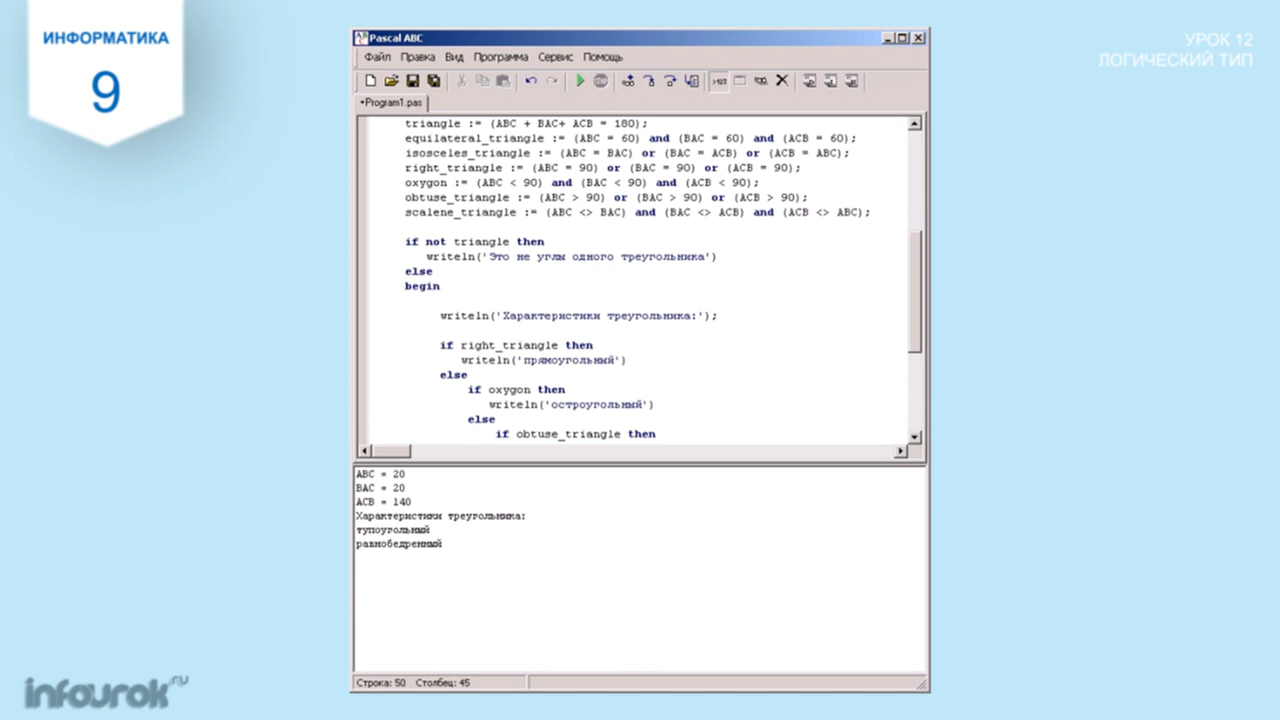 ИНФОРМАТИКА
9
УРОК 12
ЛОГИЧЕСКИЙ ТИП
Pascal ABC
Файл Правка Вид Программа Сервис Помощь
•Program1.pas
triangle := (ABC + BAC+ ACB = 180);
equilateral_triangle := (ABC = 60) and (BAC = 60) and (ACB = 60);
isosceles_triangle := (ABC = BAC) or (BAC = ACB) or (ACB = ABC);
right_triangle := (ABC = 90) or (BAC = 90) or (ACB = 90);
oxygon := (ABC < 90) and (BAC < 90) and (ACB < 90);
obtuse_triangle := (ABC > 90) or (BAC > 90) or (ACB > 90);
scalene_triangle := (ABC <> BAC) and (BAC <> ACB) and (ACB <> ABC);
if not triangle then
writeln('Это не углы одного треугольника')
else
begin
writeln('Характеристики треугольника:');
if right_triangle then
writeln('прямоугольный')
else
if oxygon then
writeln('остроугольный')
else
if obtuse_triangle then
ABC = 20
BAC = 20
ACB = 140
Характеристики треугольника:
тупоугольный
равнобедренный
Строка: 50 Столбец: 45
infourok.ru